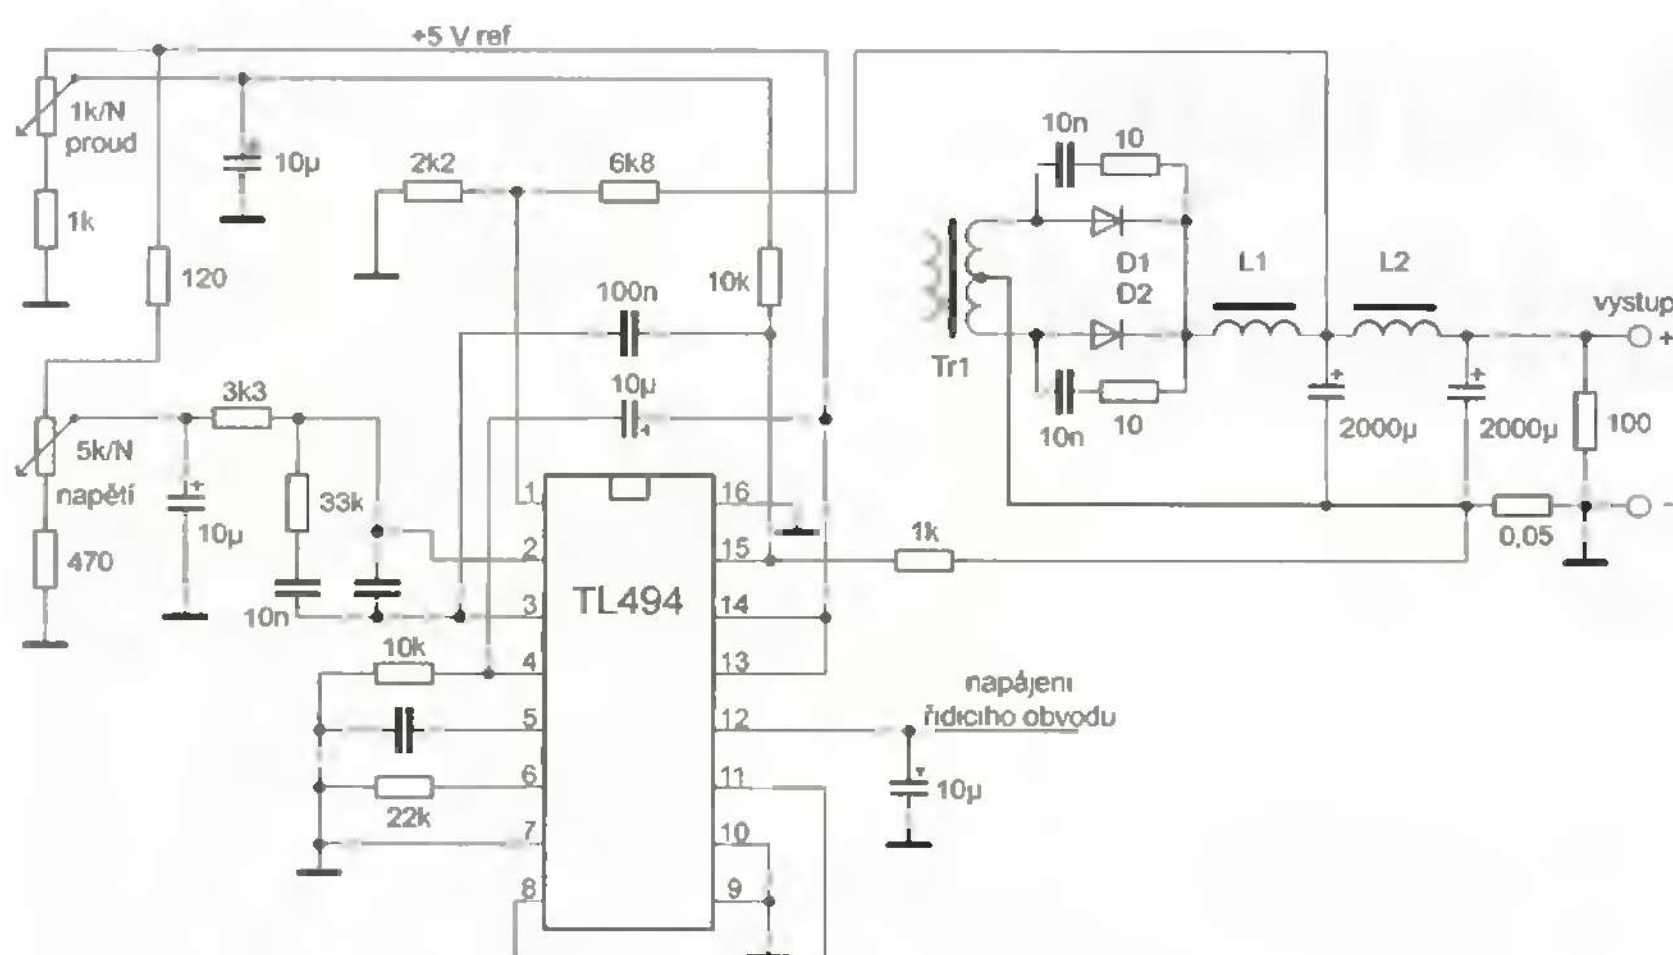 +5 V ref
1k/N
proud
10µ
1k
120
2k2
6k8
100n
10k
10µ
3k3
5k/N
napětí
+
10µ
33k
470
10n
10k
22k
1
2
3
4
5
6
7
8
TL494
16
15
14
13
12
11
10
9
1k
napájení
řídicího obvodu
10µ
10n
10
D1
D2
Tr1
10n
10
L1
L2
výstup
+
+
2000µ
+
2000µ
100
0,05
-